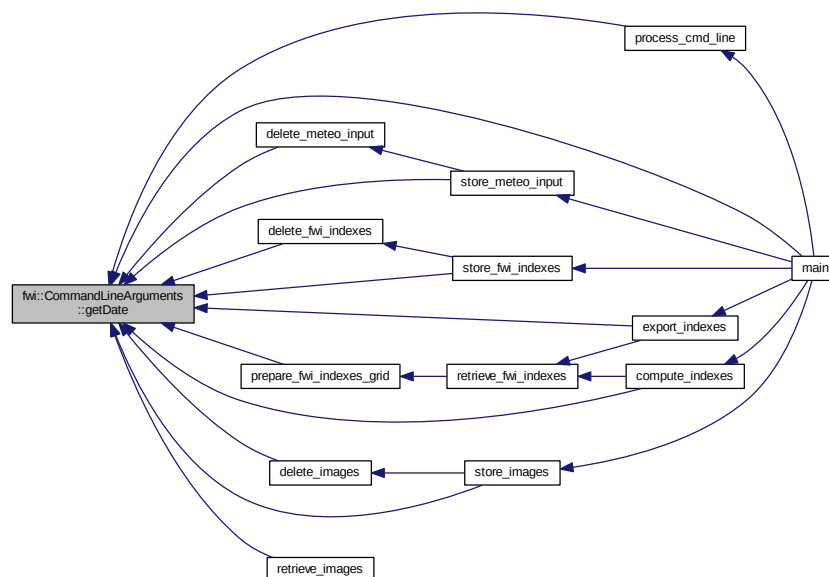 process_cmd_line
delete_meteo_input
store_meteo_input
delete_fwi_indexes
store_fwi_indexes
main
fwi::CommandLineArguments
::getDate
export_indexes
prepare_fwi_indexes_grid
retrieve_fwi_indexes
compute_indexes
delete_images
store_images
retrieve_images